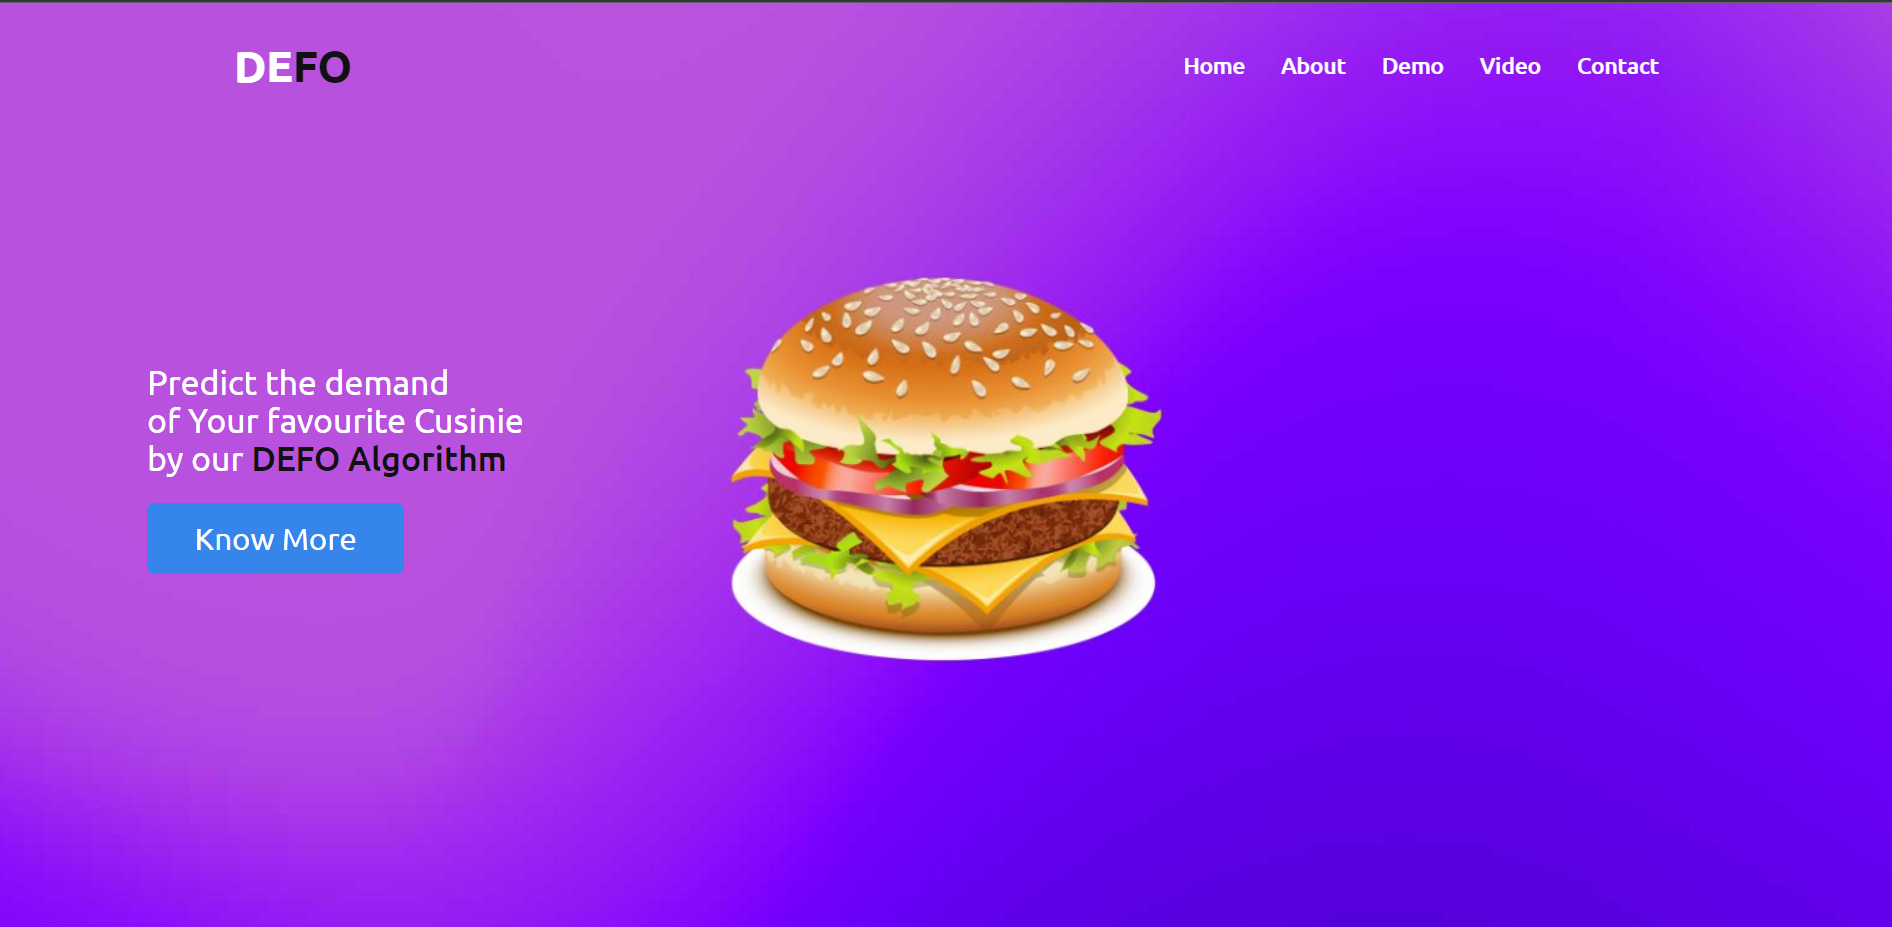 DEFO
Home About Demo Video Contact
Predict the demand
of Your favourite Cusinie
by our DEFO Algorithm
Know More